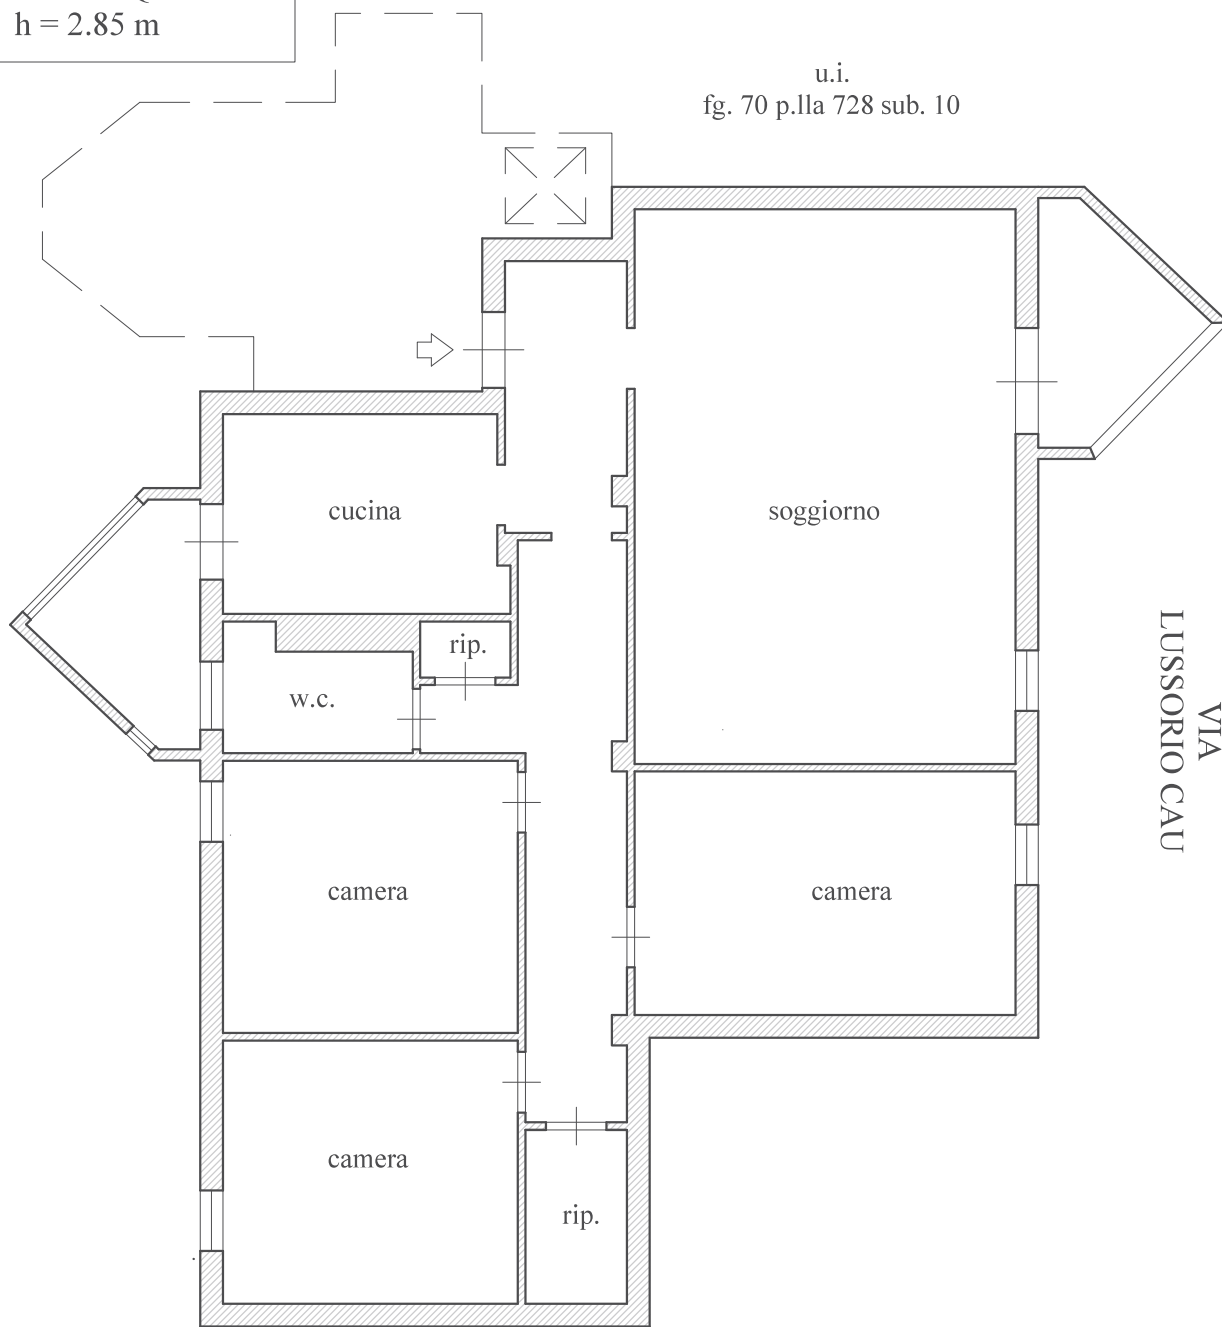 h = 2.85 m
u.i.
fg. 70 p.lla 728 sub. 10
cucina
soggiorno
rip.
w.c.
VIA
LUSSORIO CAU
camera
camera
camera
rip.